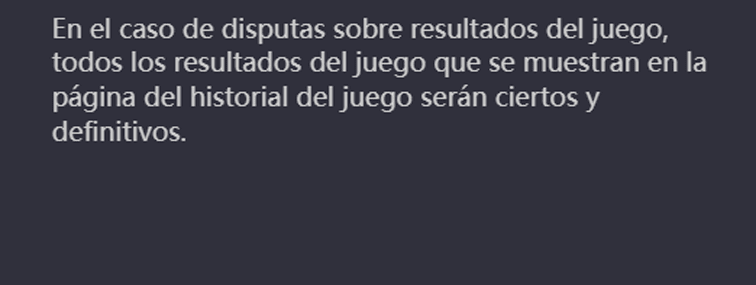 En el caso de disputas sobre resultados del juego,
todos los resultados del juego que se muestran en la
página del historial del juego serán ciertos y
definitivos.